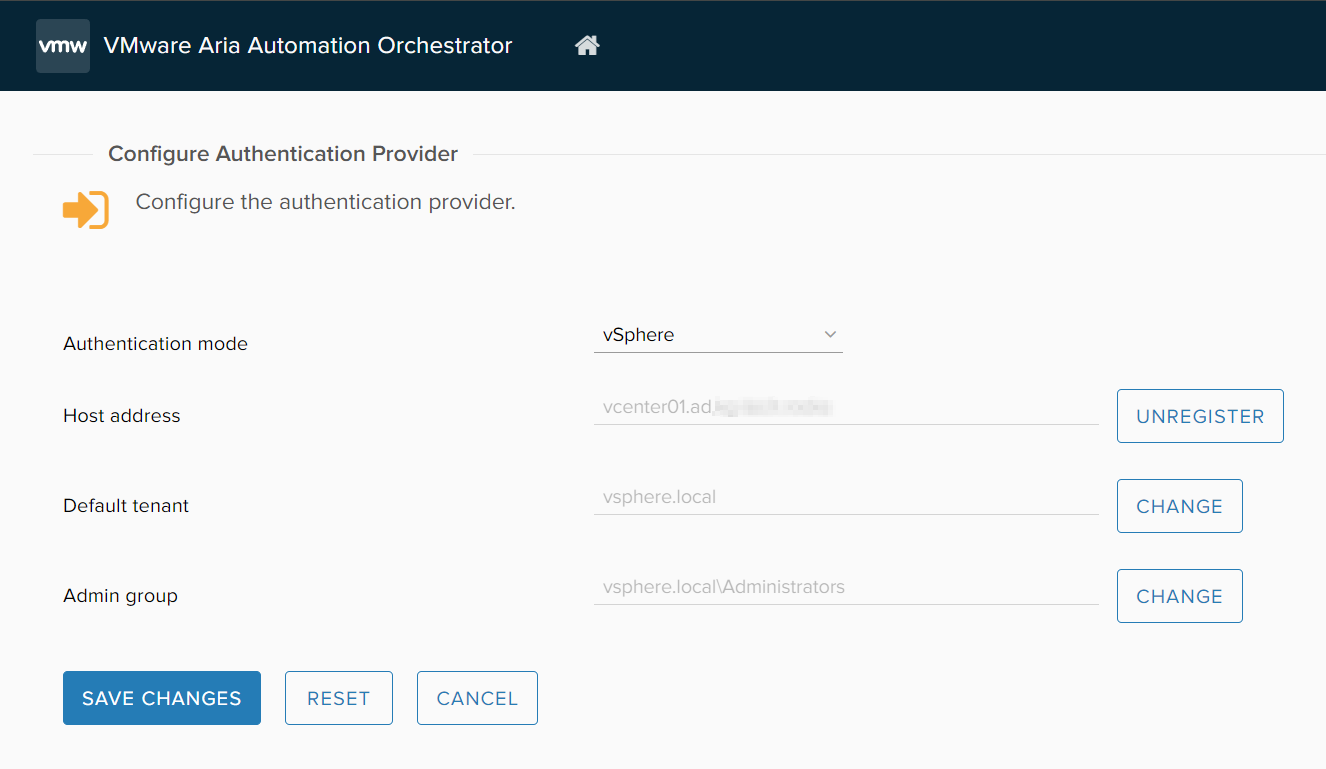 vmw VMware Aria Automation Orchestrator
Configure Authentication Provider
Configure the authentication provider.
Authentication mode vSphere
Host address vcenter01.ad. UNREGISTER
Default tenant vsphere.local CHANGE
Admin group vsphere.local\Administrators CHANGE
SAVE CHANGES RESET CANCEL